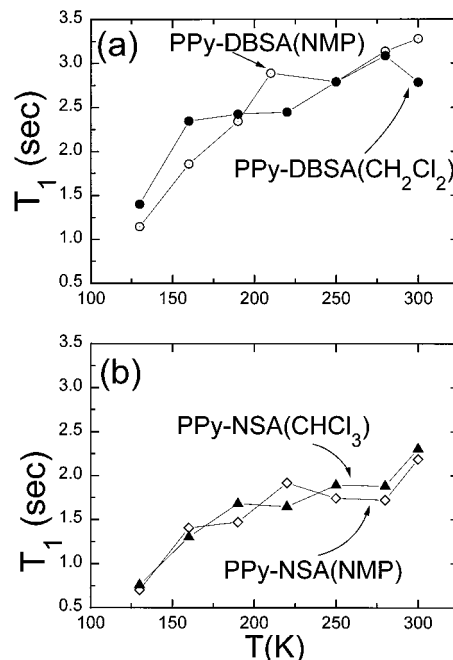 (a)
PPy-DBSA(NMP)
PPy-DBSA(CH₂Cl₂)
T₁ (sec)
3.5
3.0
2.5
2.0
1.5
1.0
0.5
100 150 200 250 300
(b)
PPy-NSA(CHCl₃)
PPy-NSA(NMP)
T₁ (sec)
3.5
3.0
2.5
2.0
1.5
1.0
0.5
100 150 200 250 300
T(K)